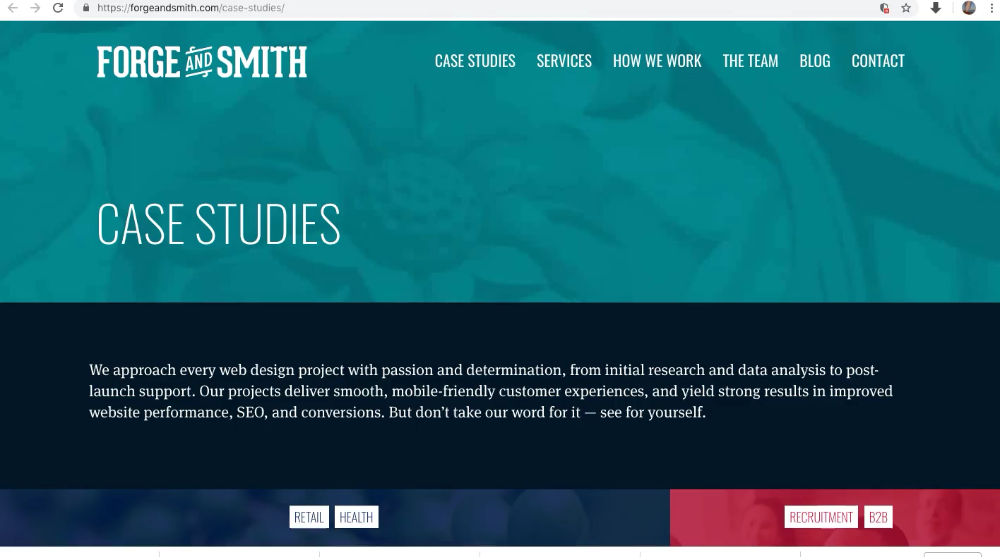 https://forgeandsmith.com/case-studies/
FORGE AND SMITH
CASE STUDIES SERVICES HOW WE WORK THE TEAM BLOG CONTACT
CASE STUDIES
We approach every web design project with passion and determination, from initial research and data analysis to post-
launch support. Our projects deliver smooth, mobile-friendly customer experiences, and yield strong results in improved
website performance, SEO, and conversions. But don’t take our word for it — see for yourself.
RETAIL HEALTH
RECRUITMENT B2B